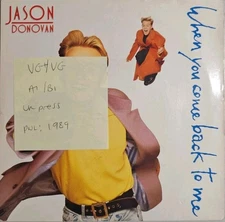 JASON
DONOVAN
When you come back to me
VG+/VG
A1/B1
UK press
PWL: 1989